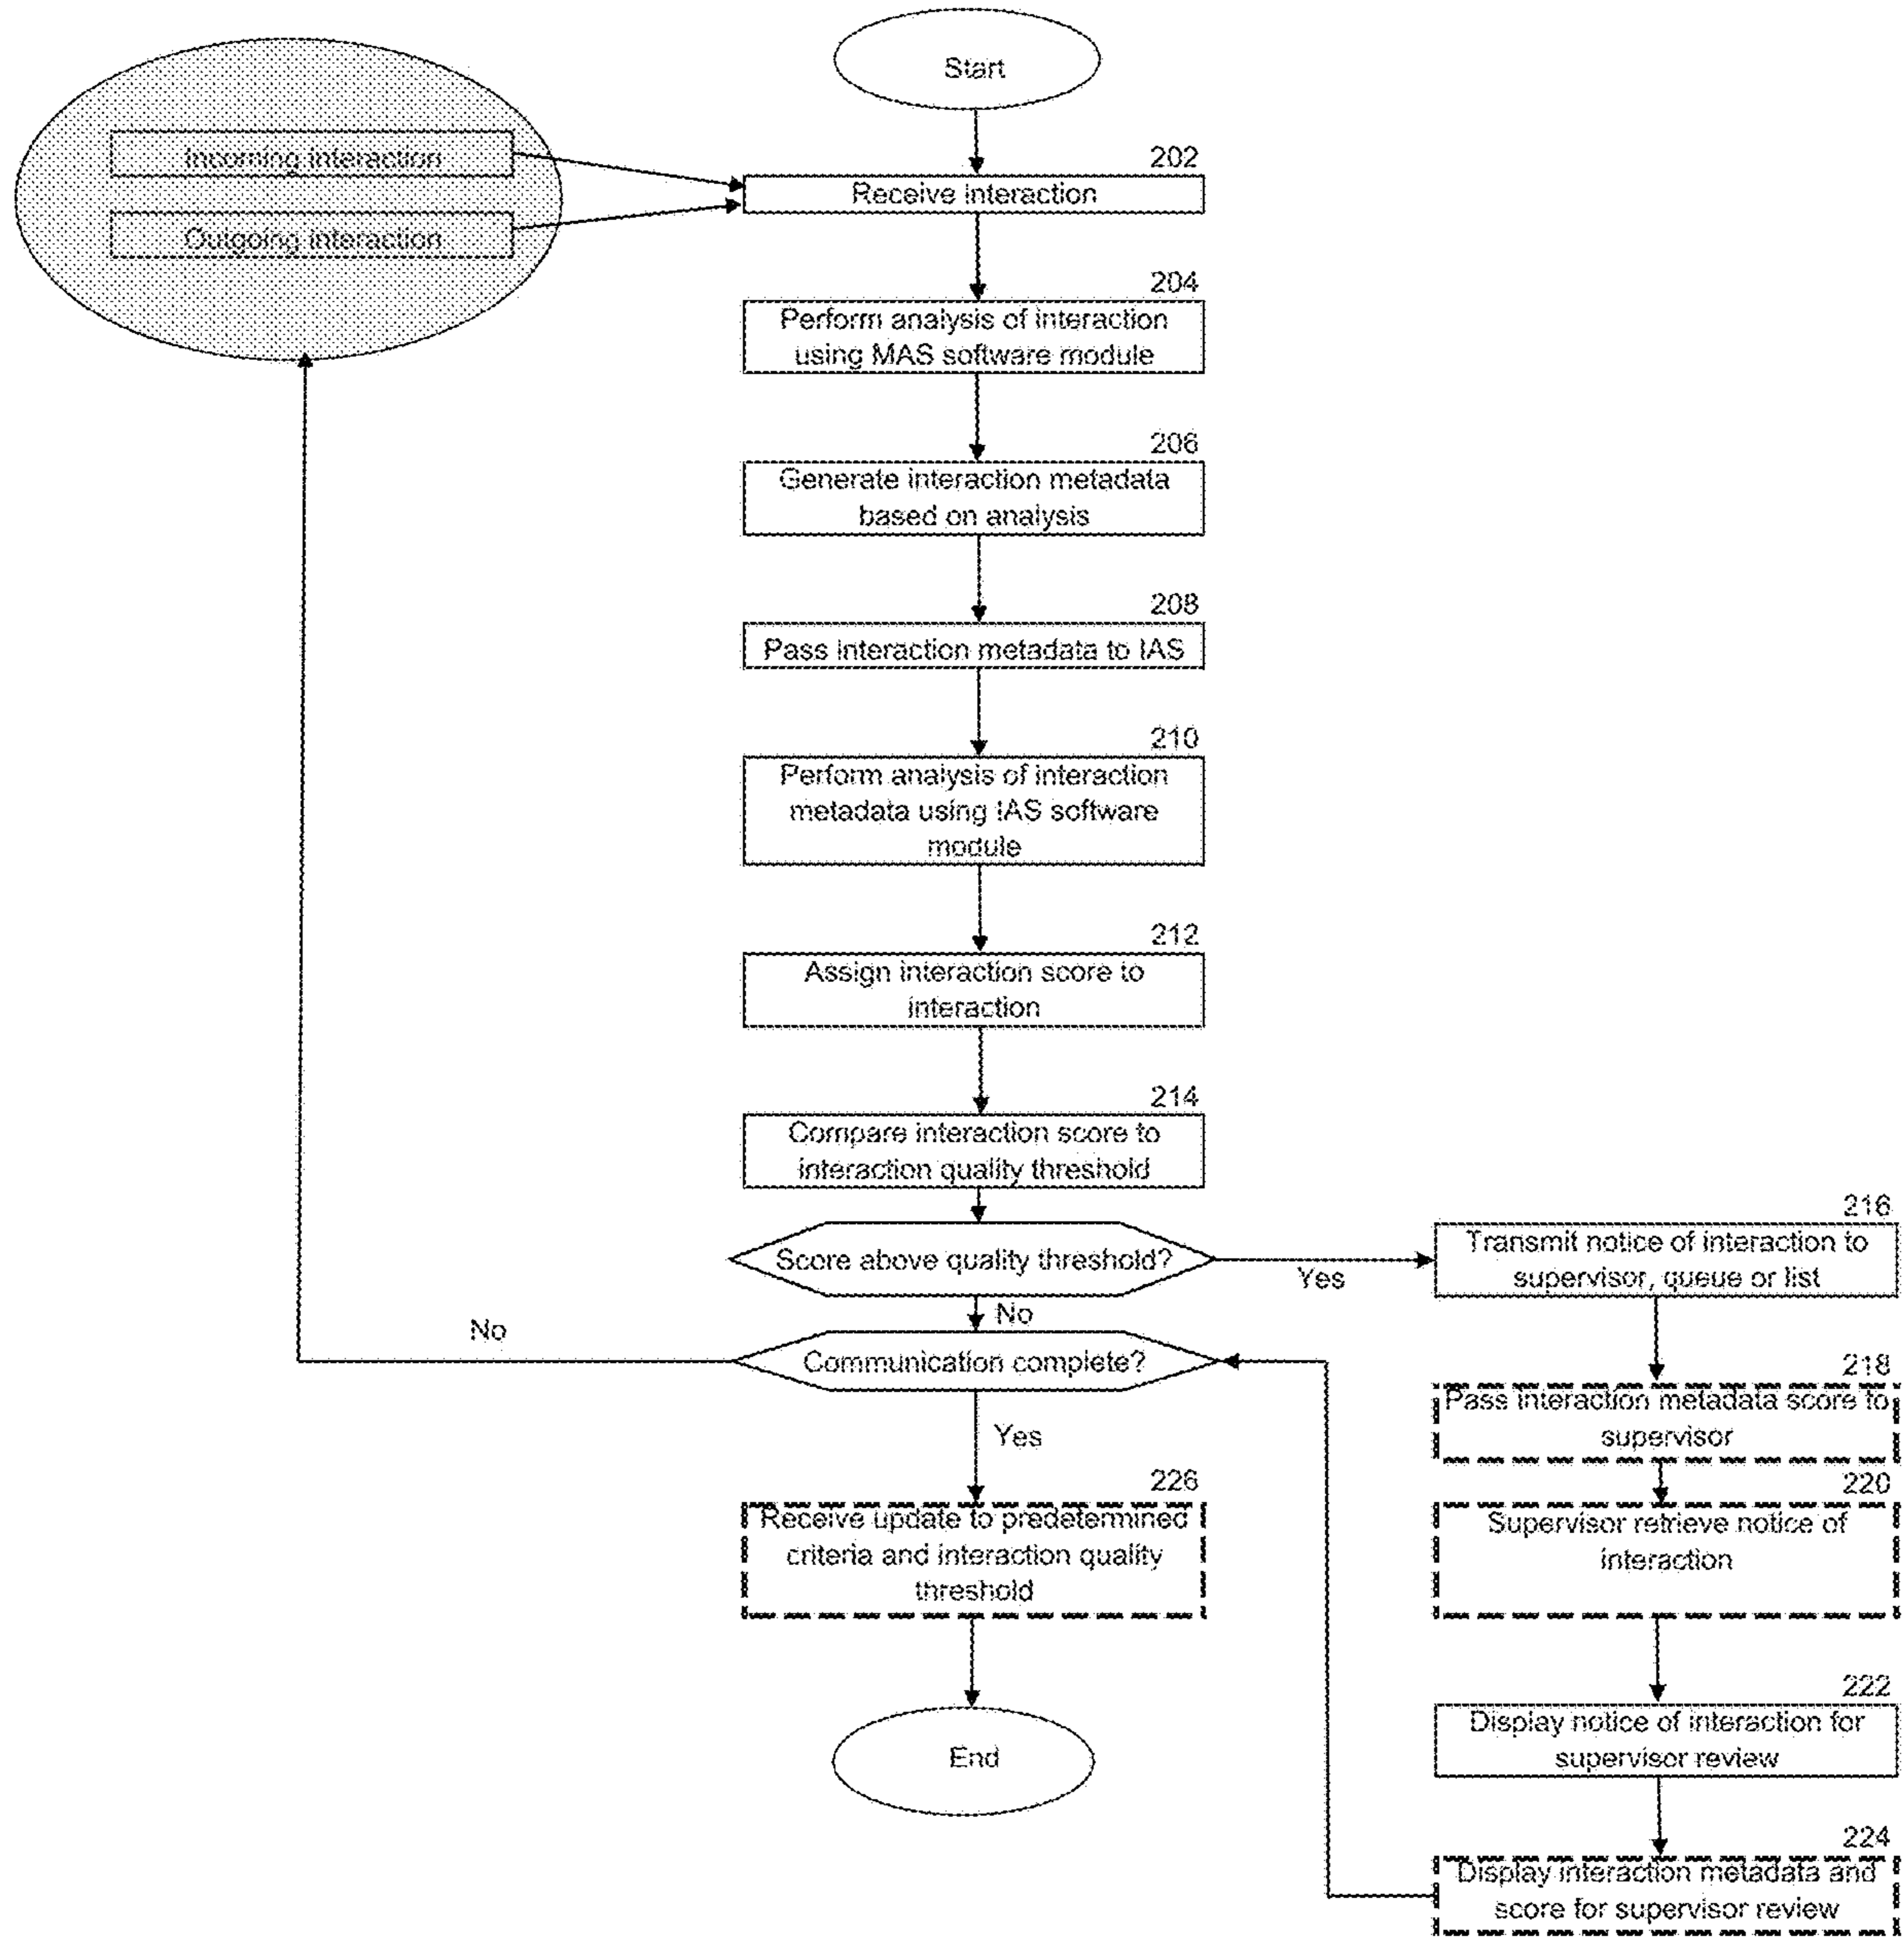 Start
Incoming interaction
Outgoing interaction
202
Receive interaction
204
Perform analysis of interaction
using MAS software module
206
Generate interaction metadata
based on analysis
208
Pass interaction metadata to IAS
210
Perform analysis of interaction
metadata using IAS software
module
212
Assign interaction score to
interaction
214
Compare interaction score to
interaction quality threshold
Score above quality threshold?
Yes
No
216
Transmit notice of interaction to
supervisor, queue or list
218
Pass interaction metadata score to
supervisor
220
Supervisor retrieve notice of
interaction
222
Display notice of interaction for
supervisor review
224
Display interaction metadata and
score for supervisor review
Communication complete?
No
Yes
226
Receive update to predetermined
criteria and interaction quality
threshold
End